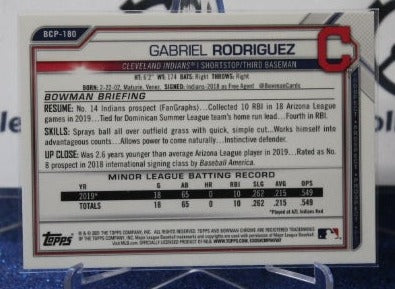 BCP-180
GABRIEL RODRIGUEZ
CLEVELAND INDIANS | SHORTSTOP/THIRD BASEMAN
HT: 6'2" WT: 174 BATS: Right THROWS: Right
BORN: 2-22-02, Maturin, Venez. SIGNED: Indians-2018 as Free Agent @BowmanCards
BOWMAN BRIEFING
RESUME: No. 14 Indians prospect (FanGraphs)...Collected 10 RBI in 18 Arizona League
games in 2019...Tied for Dominican Summer League team's home run lead...Fourth in RBI.
SKILLS: Sprays ball all over outfield grass with quick, simple cut...Works himself into
advantageous counts...Allows power to come naturally...Instinctive defender.
UP CLOSE: Was 2.6 years younger than average Arizona League player in 2019...Rated as No.
8 prospect in 2018 international signing class by Baseball America.
MINOR LEAGUE BATTING RECORD
YR G AB HR RBI SLG AVG OPS
2019* 18 65 0 10 .262 .215 .549
TOTALS 18 65 0 10 .262 .215 .549
*Played at AZL Indians Red
Topps
® & © 2021 THE TOPPS COMPANY, INC.